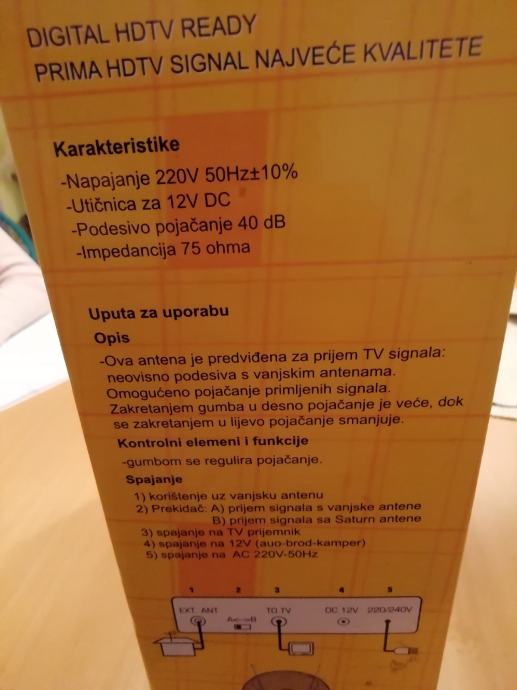 DIGITAL HDTV READY
PRIMA HDTV SIGNAL NAJVEĆE KVALITETE
Karakteristike
-Napajanje 220V 50Hz±10%
-Utičnica za 12V DC
-Podesivo pojačanje 40 dB
-Impedancija 75 ohma
Uputa za uporabu
Opis
-Ova antena je predviđena za prijem TV signala:
neovisno podesiva s vanjskim antenama.
Omogućeno pojačanje primljenih signala.
Zakretanjem gumba u desno pojačanje je veće, dok
se zakretanjem u lijevo pojačanje smanjuje.
Kontrolni elemeni i funkcije
-gumbom se regulira pojačanje.
Spajanje
1) korištenje uz vanjsku antenu
2) Prekidač: A) prijem signala s vanjske antene
B) prijem signala sa Saturn antene
3) spajanje na TV prijemnik
4) spajanje na 12V (auo-brod-kamper)
5) spajanje na AC 220V-50Hz
1 2 3 4 5
EXT. ANT A↔B TO TV DC 12V 220/240V